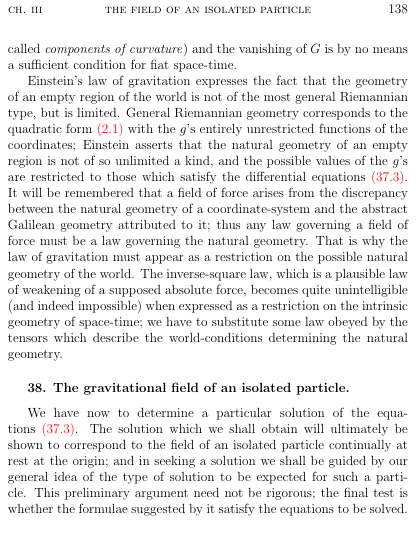 CH. III THE FIELD OF AN ISOLATED PARTICLE 138
called components of curvature) and the vanishing of G is by no means
a sufficient condition for fiat space-time.
Einstein's law of gravitation expresses the fact that the geometry
of an empty region of the world is not of the most general Riemannian
type, but is limited. General Riemannian geometry corresponds to the
quadratic form (2.1) with the g's entirely unrestricted functions of the
coordinates; Einstein asserts that the natural geometry of an empty
region is not of so unlimited a kind, and the possible values of the g's
are restricted to those which satisfy the differential equations (37.3).
It will be remembered that a field of force arises from the discrepancy
between the natural geometry of a coordinate-system and the abstract
Galilean geometry attributed to it; thus any law governing a field of
force must be a law governing the natural geometry. That is why the
law of gravitation must appear as a restriction on the possible natural
geometry of the world. The inverse-square law, which is a plausible law
of weakening of a supposed absolute force, becomes quite unintelligible
(and indeed impossible) when expressed as a restriction on the intrinsic
geometry of space-time; we have to substitute some law obeyed by the
tensors which describe the world-conditions determining the natural
geometry.
38. The gravitational field of an isolated particle.
We have now to determine a particular solution of the equa-
tions (37.3). The solution which we shall obtain will ultimately be
shown to correspond to the field of an isolated particle continually at
rest at the origin; and in seeking a solution we shall be guided by our
general idea of the type of solution to be expected for such a parti-
cle. This preliminary argument need not be rigorous; the final test is
whether the formulae suggested by it satisfy the equations to be solved.